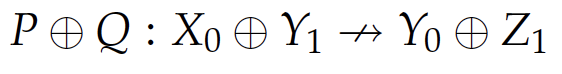 P ⊕ Q : X₀ ⊕ Y₁ ↛ Y₀ ⊕ Z₁